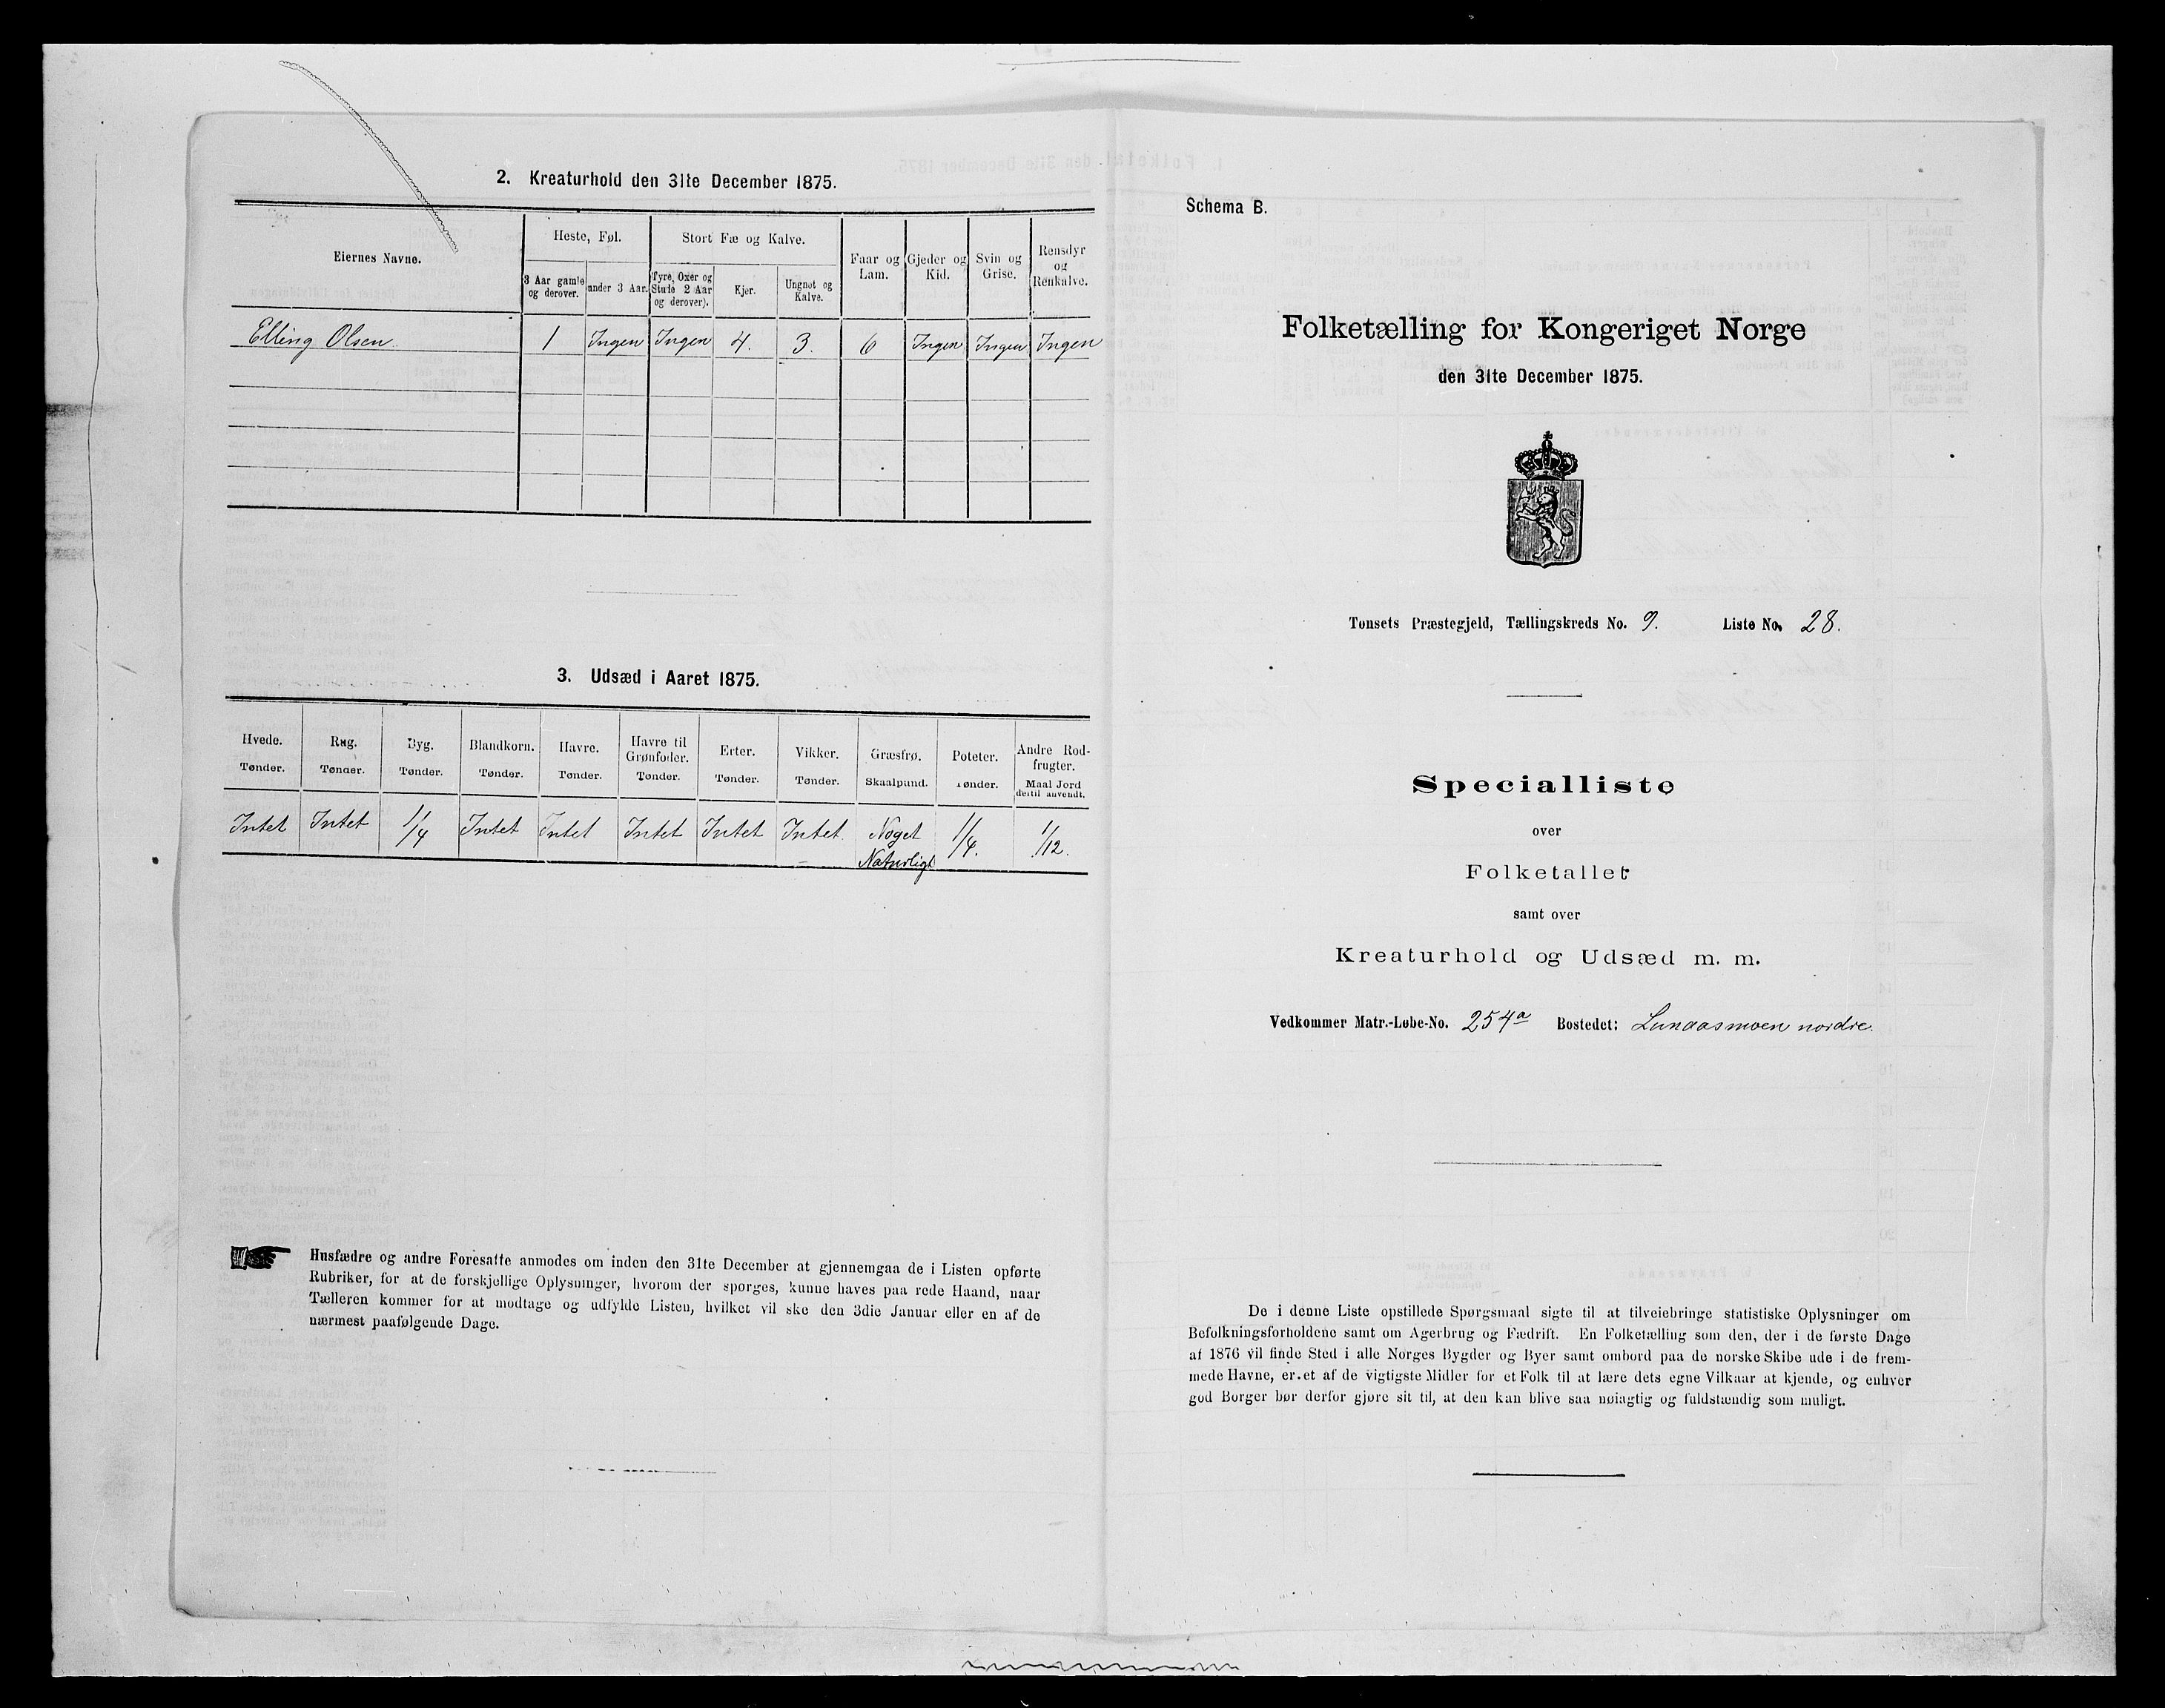 2. Kreaturhold den 31te December 1875.
Eiernes Navne.
Heste, Føl.
3 Aar gamle og derover.
under 3 Aar.
Stort Fæ og Kalve.
Tyre, Oxer og Stude 2 Aar og derover).
Kjer.
Ungnøt og Kalve.
Faar og Lam.
Gjeder og Kid.
Svin og Grise.
Rensdyr og Renkalve.
Elling Olsen. 1 Ingen Ingen 4. 3. 6 Ingen Ingen Ingen
3. Udsæd i Aaret 1875.
Hvede. Rug. Byg. Blandkorn. Havre. Havre til Grønfoder. Erter. Vikker. Græsfrø. Poteter. Andre Rodfrugter.
Tønder. Tønder. Tønder. Tønder. Tønder. Tønder. Tønder. Tønder. Skaalpund. Tønder. Maal Jord dertil anvendt.
Intet Intet 1/4 Intet Intet Intet Intet Intet Noget Naturligt 1/4. 1/12.
Husfædre og andre Foresatte anmodes om inden den 31te December at gjennemgaa de i Listen opførte
Rubriker, for at de forskjellige Oplysninger, hvorom der spørges, kunne haves paa rede Haand, naar
Tælleren kommer for at modtage og udfylde Listen, hvilket vil ske den 3die Januar eller en af de
nærmest paafølgende Dage.
Schema B.
Folketælling for Kongeriget Norge
den 31te December 1875.
Tønsets Præstegjeld, Tællingskreds No. 9. Liste No. 28.
Specialliste
over
Folketallet
samt over
Kreaturhold og Udsæd m. m.
Vedkommer Matr.-Løbe-No. 254a Bostedet: Lunaasmoen nordre.
De i denne Liste opstillede Spørgsmaal sigte til at tilveiebringe statistiske Oplysninger om
Befolkningsforholdene samt om Agerbrug og Fædrift. En Folketælling som den, der i de første Dage
af 1876 vil finde Sted i alle Norges Bygder og Byer samt ombord paa de norske Skibe ude i de frem-
mede Havne, er et af de vigtigste Midler for et Folk til at lære dets egne Vilkaar at kjende, og enhver
god Borger bør derfor gjøre sit til, at den kan blive saa nøiagtig og fuldstændig som muligt.